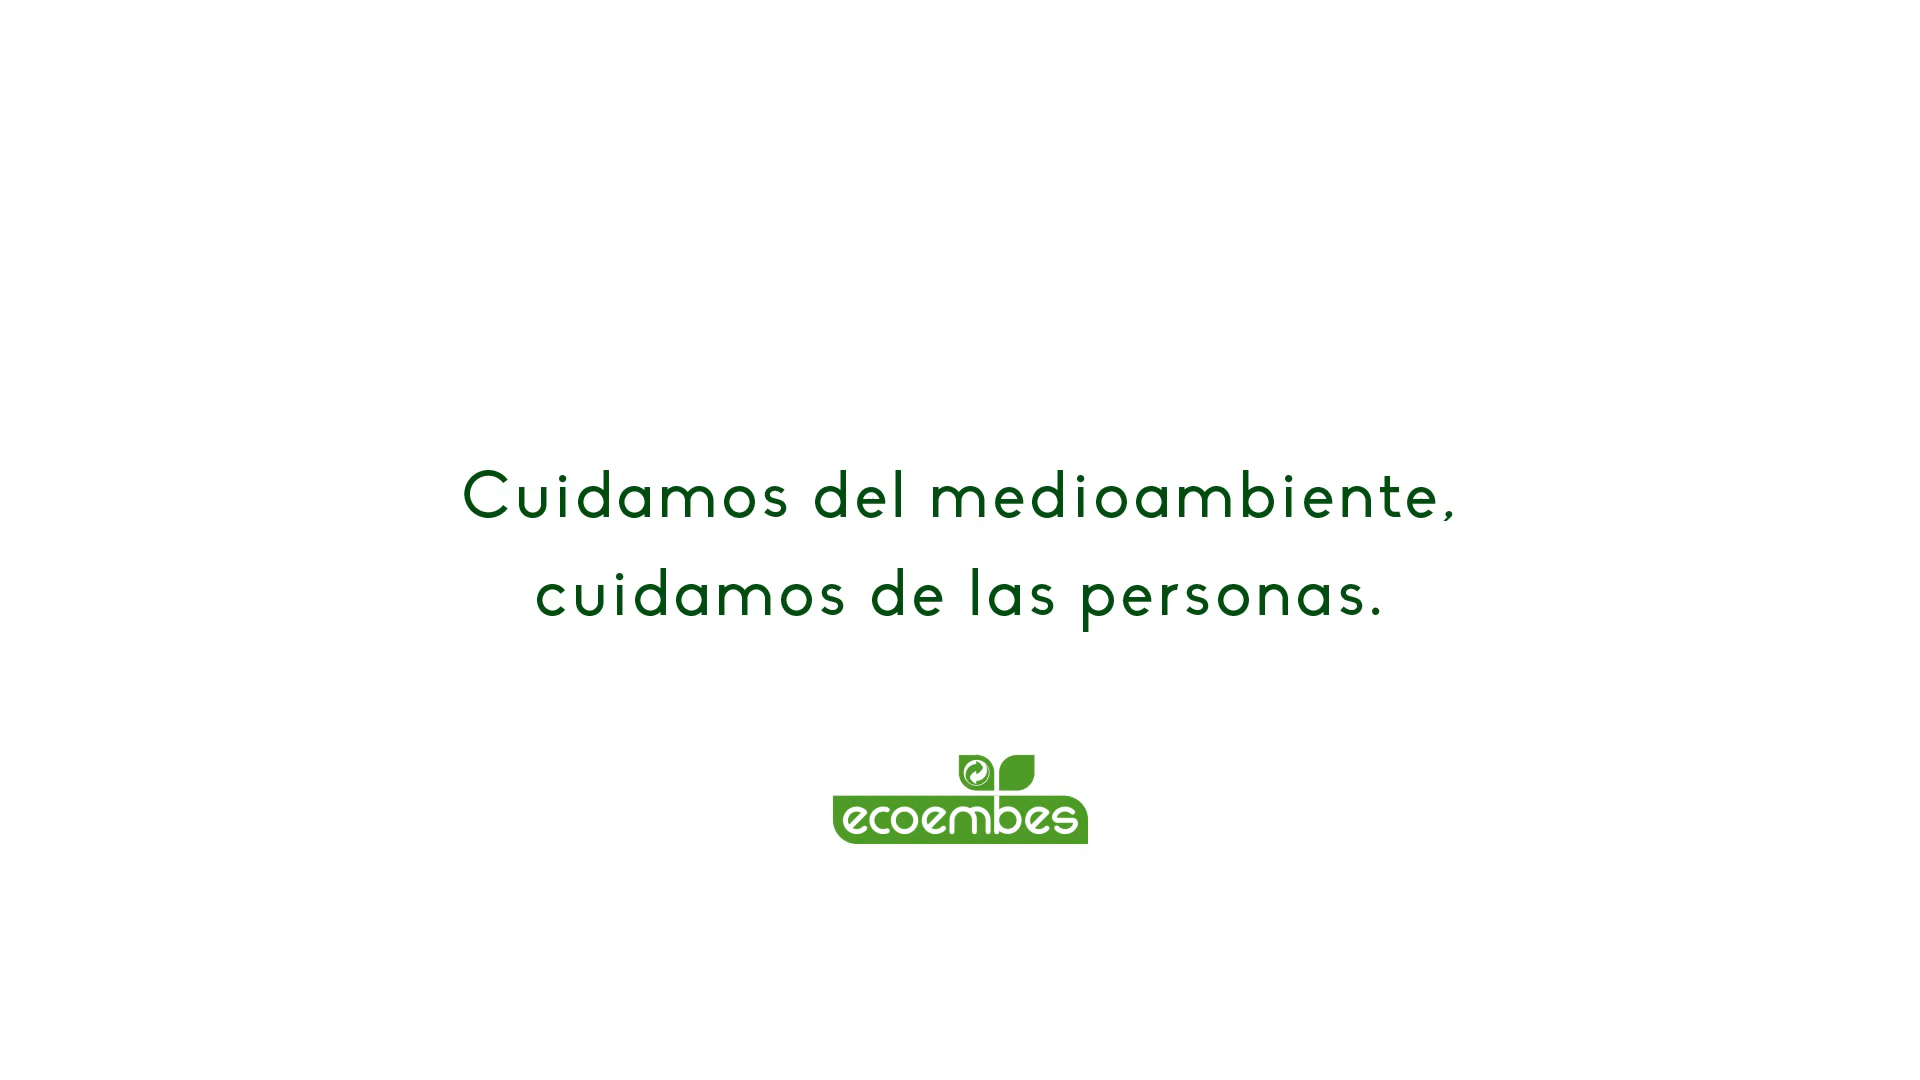 Cuidamos del medioambiente,
cuidamos de las personas.
ecoembes